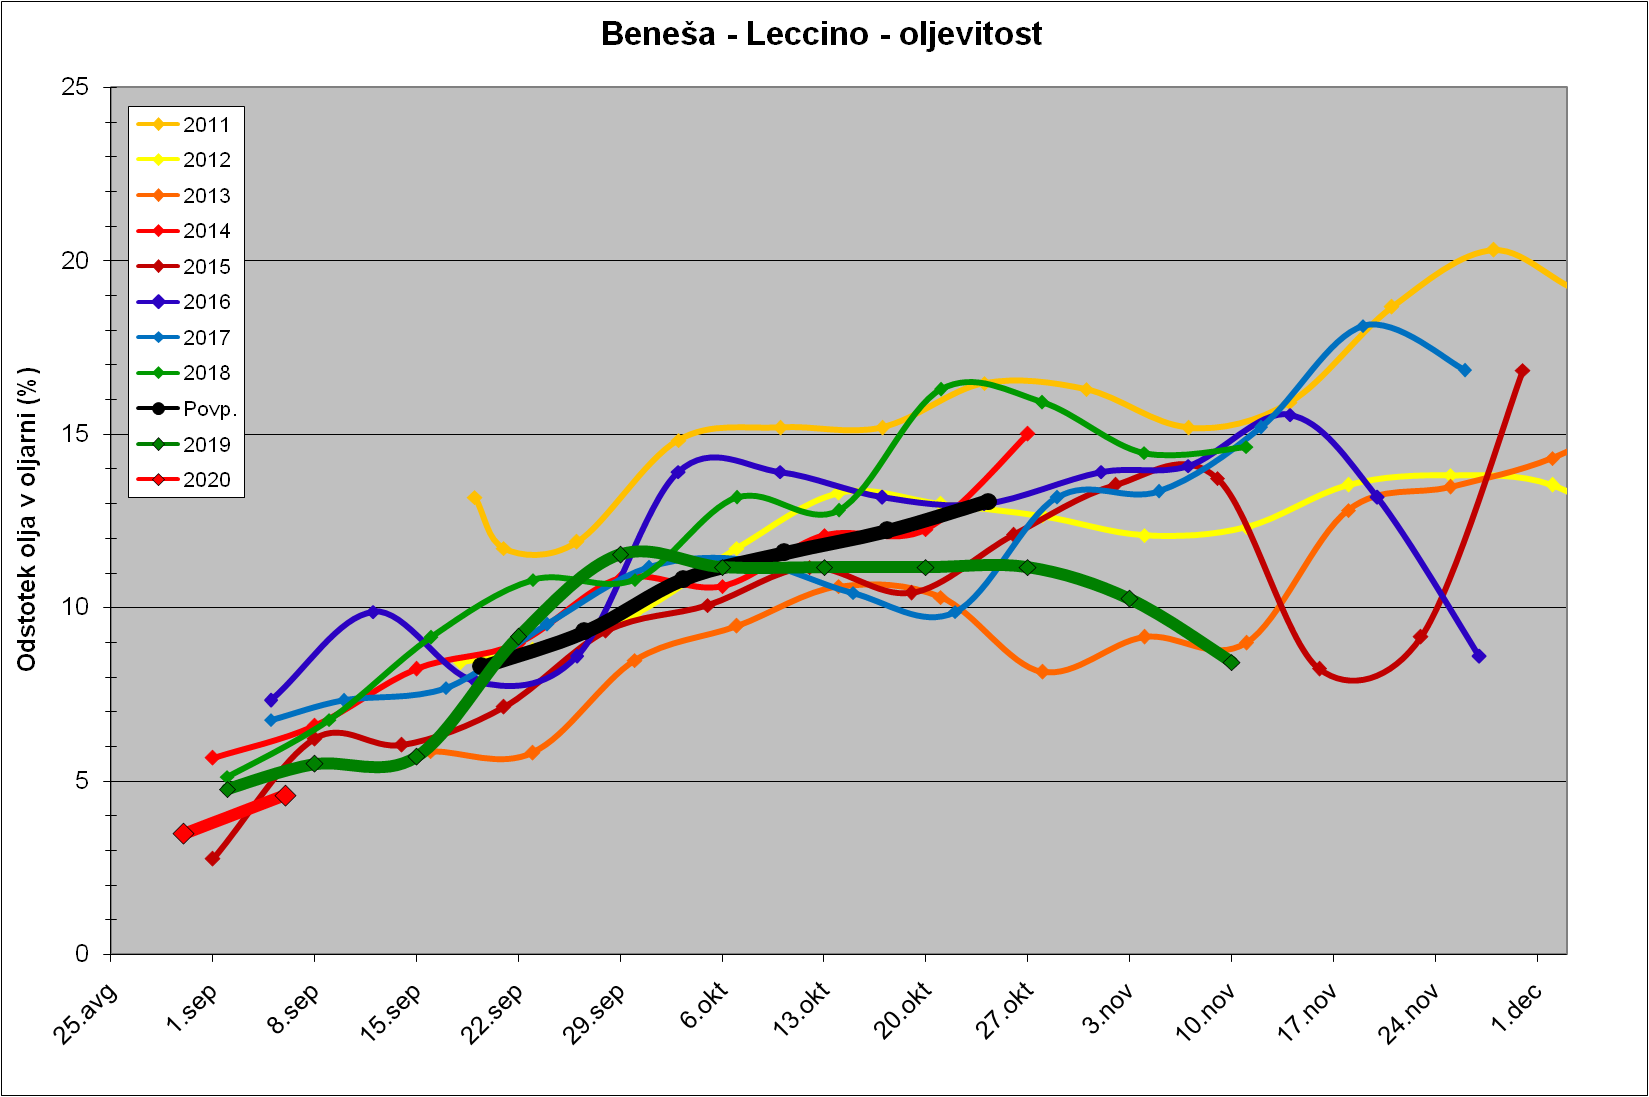 Beneša - Leccino - oljevitost
Odstotek olja v oljarni (%)
25
20
15
10
5
0
2011
2012
2013
2014
2015
2016
2017
2018
Povp.
2019
2020
25.avg
1.sep
8.sep
15.sep
22.sep
29.sep
6.okt
13.okt
20.okt
27.okt
3.nov
10.nov
17.nov
24.nov
1.dec